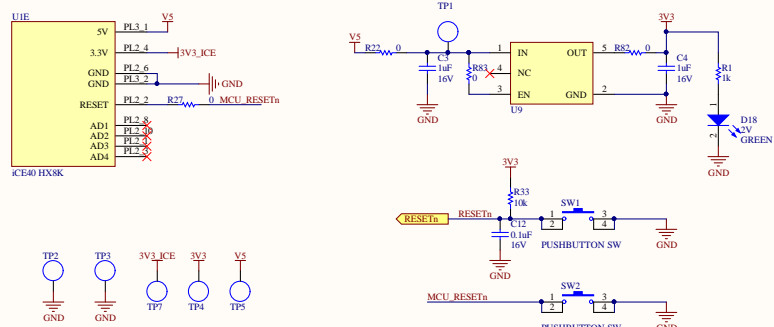 U1E
5V
PL3_1
V5
3.3V
PL2_4
3V3_ICE
GND
PL2_6
GND
PL3_2
GND
RESET
PL2_2
R27
0
MCU_RESETn
AD1
PL2_8
AD2
AD3
AD4
iCE40 HX8K
TP1
V5
R22
0
C3
1uF
16V
GND
R83
0
1
IN
4
NC
3
EN
OUT
5
GND
2
U9
R82
0
3V3
C4
1uF
16V
GND
R1
1k
1
D18
2V
GREEN
2
GND
3V3
R33
10k
RESETn
RESETn
C12
0.1uF
16V
GND
SW1
1
3
2
4
PUSHBUTTON SW
GND
TP2
GND
TP3
GND
3V3_ICE
TP7
3V3
TP4
V5
TP5
MCU_RESETn
SW2
1
3
2
4
PUSHBUTTON SW
GND